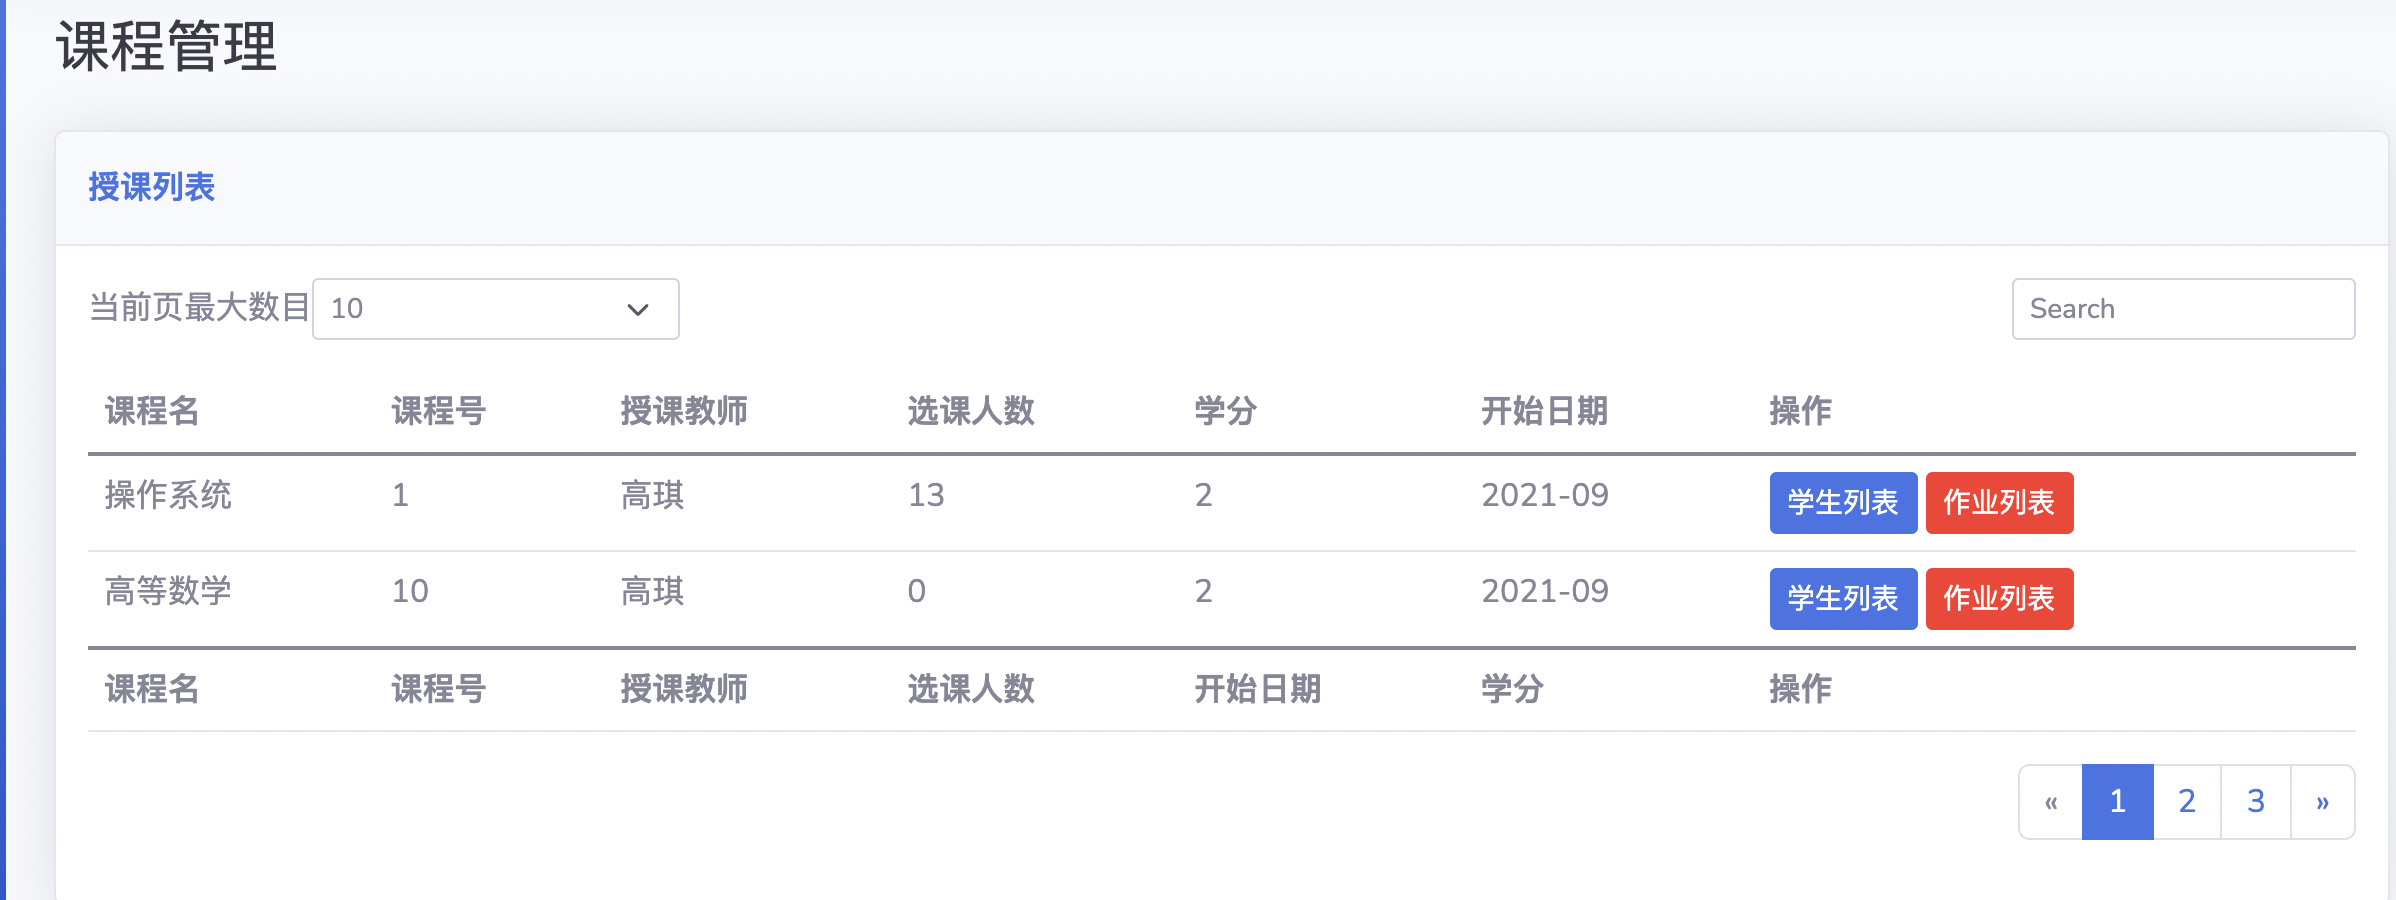 课程管理
授课列表
当前页最大数目 10 Search
课程名 课程号 授课教师 选课人数 学分 开始日期 操作
操作系统 1 高琪 13 2 2021-09 学生列表 作业列表
高等数学 10 高琪 0 2 2021-09 学生列表 作业列表
课程名 课程号 授课教师 选课人数 开始日期 学分 操作
« 1 2 3 »